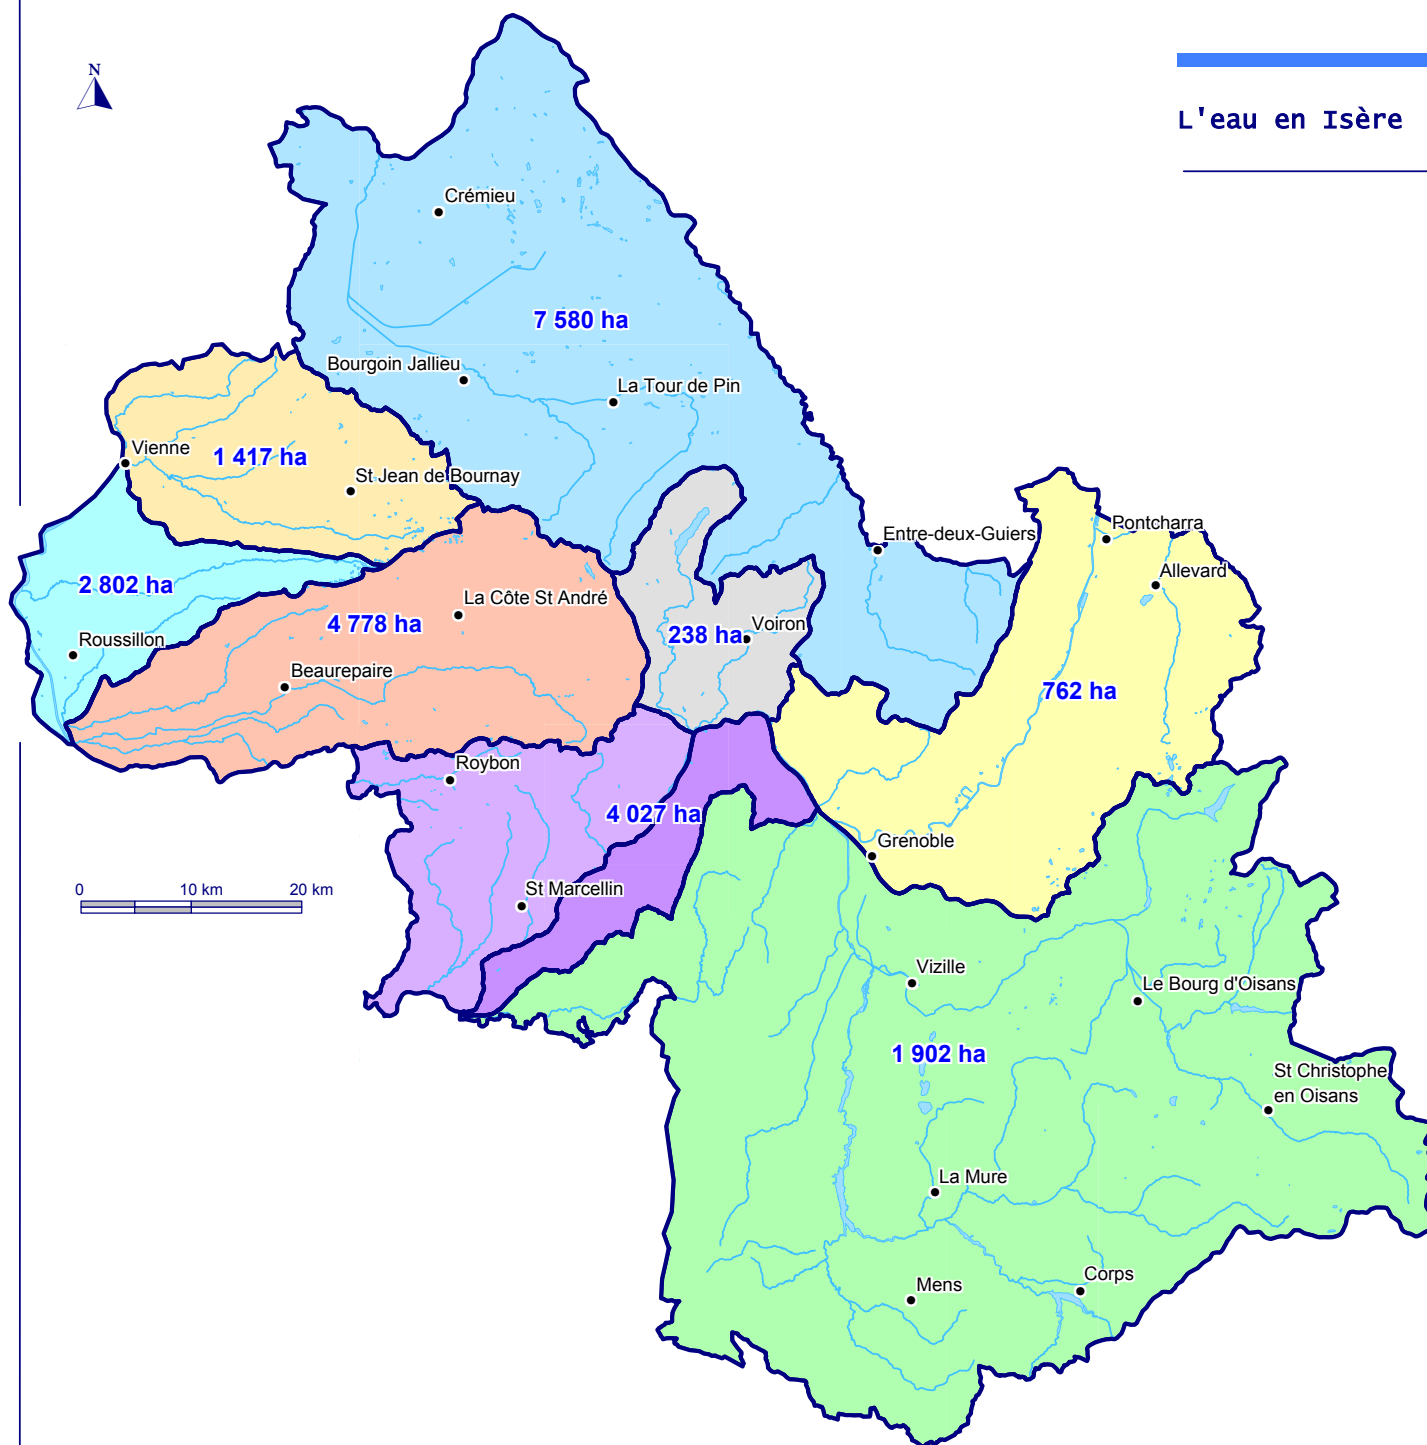 N
L'eau en Isère
Crémieu
7 580 ha
Bourgoin Jallieu
La Tour de Pin
Vienne
1 417 ha
St Jean de Bournay
Entre-deux-Guiers
Pontcharra
Allevard
2 802 ha
La Côte St André
4 778 ha
238 ha
Voiron
Roussillon
Beaurepaire
762 ha
Roybon
4 027 ha
Grenoble
0 10 km 20 km
St Marcellin
Vizille
Le Bourg d'Oisans
1 902 ha
St Christophe
en Oisans
La Mure
Mens
Corps